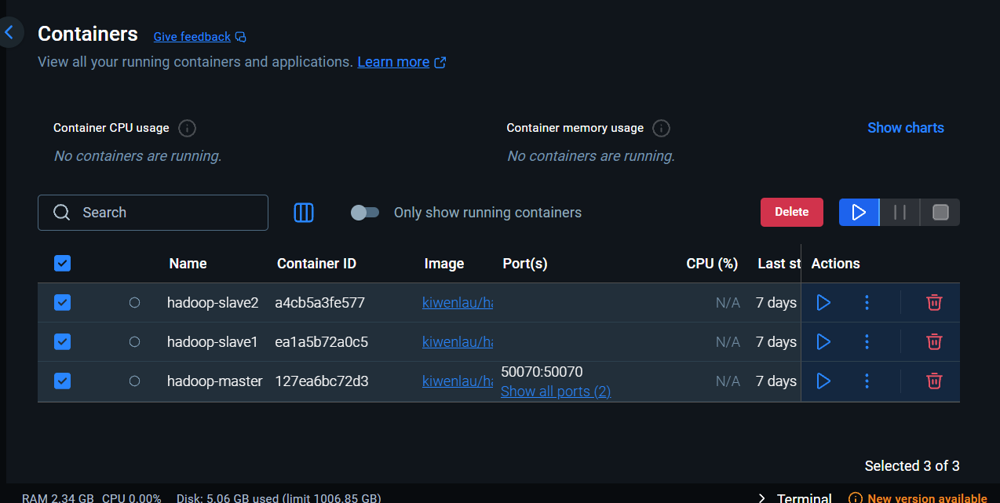 Containers Give feedback
View all your running containers and applications. Learn more
Container CPU usage Container memory usage Show charts
No containers are running. No containers are running.
Search Only show running containers Delete
Name Container ID Image Port(s) CPU (%) Last st Actions
hadoop-slave2 a4cb5a3fe577 kiwenlau/ha N/A 7 days
hadoop-slave1 ea1a5b72a0c5 kiwenlau/ha N/A 7 days
50070:50070
hadoop-master 127ea6bc72d3 kiwenlau/ha N/A 7 days
Show all ports (2)
Selected 3 of 3
RAM 2.34 GB CPU 0.00% Disk: 5.06 GB used (limit 1006.85 GB) Terminal New version available